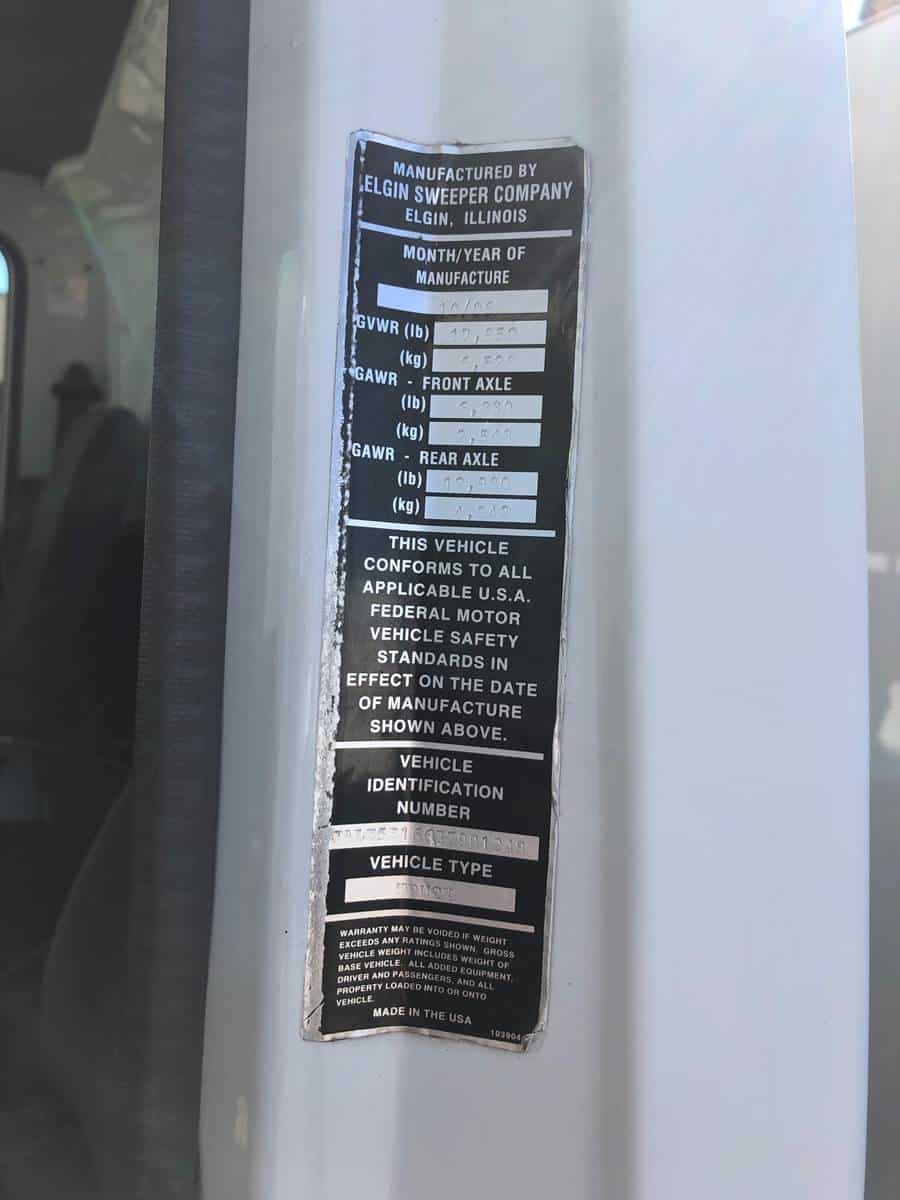 MANUFACTURED BY
ELGIN SWEEPER COMPANY
ELGIN, ILLINOIS
MONTH/YEAR OF
MANUFACTURE
GVWR (lb)
(kg)
GAWR - FRONT AXLE
(lb)
(kg)
GAWR - REAR AXLE
(lb)
(kg)
THIS VEHICLE
CONFORMS TO ALL
APPLICABLE U.S.A.
FEDERAL MOTOR
VEHICLE SAFETY
STANDARDS IN
EFFECT ON THE DATE
OF MANUFACTURE
SHOWN ABOVE.
VEHICLE
IDENTIFICATION
NUMBER
VEHICLE TYPE
TRUCK
WARRANTY MAY BE VOIDED IF WEIGHT
EXCEEDS ANY RATINGS SHOWN. GROSS
VEHICLE WEIGHT INCLUDES WEIGHT OF
BASE VEHICLE. ALL ADDED EQUIPMENT,
DRIVER AND PASSENGERS, AND ALL
PROPERTY LOADED INTO OR ONTO
VEHICLE.
MADE IN THE USA
103904